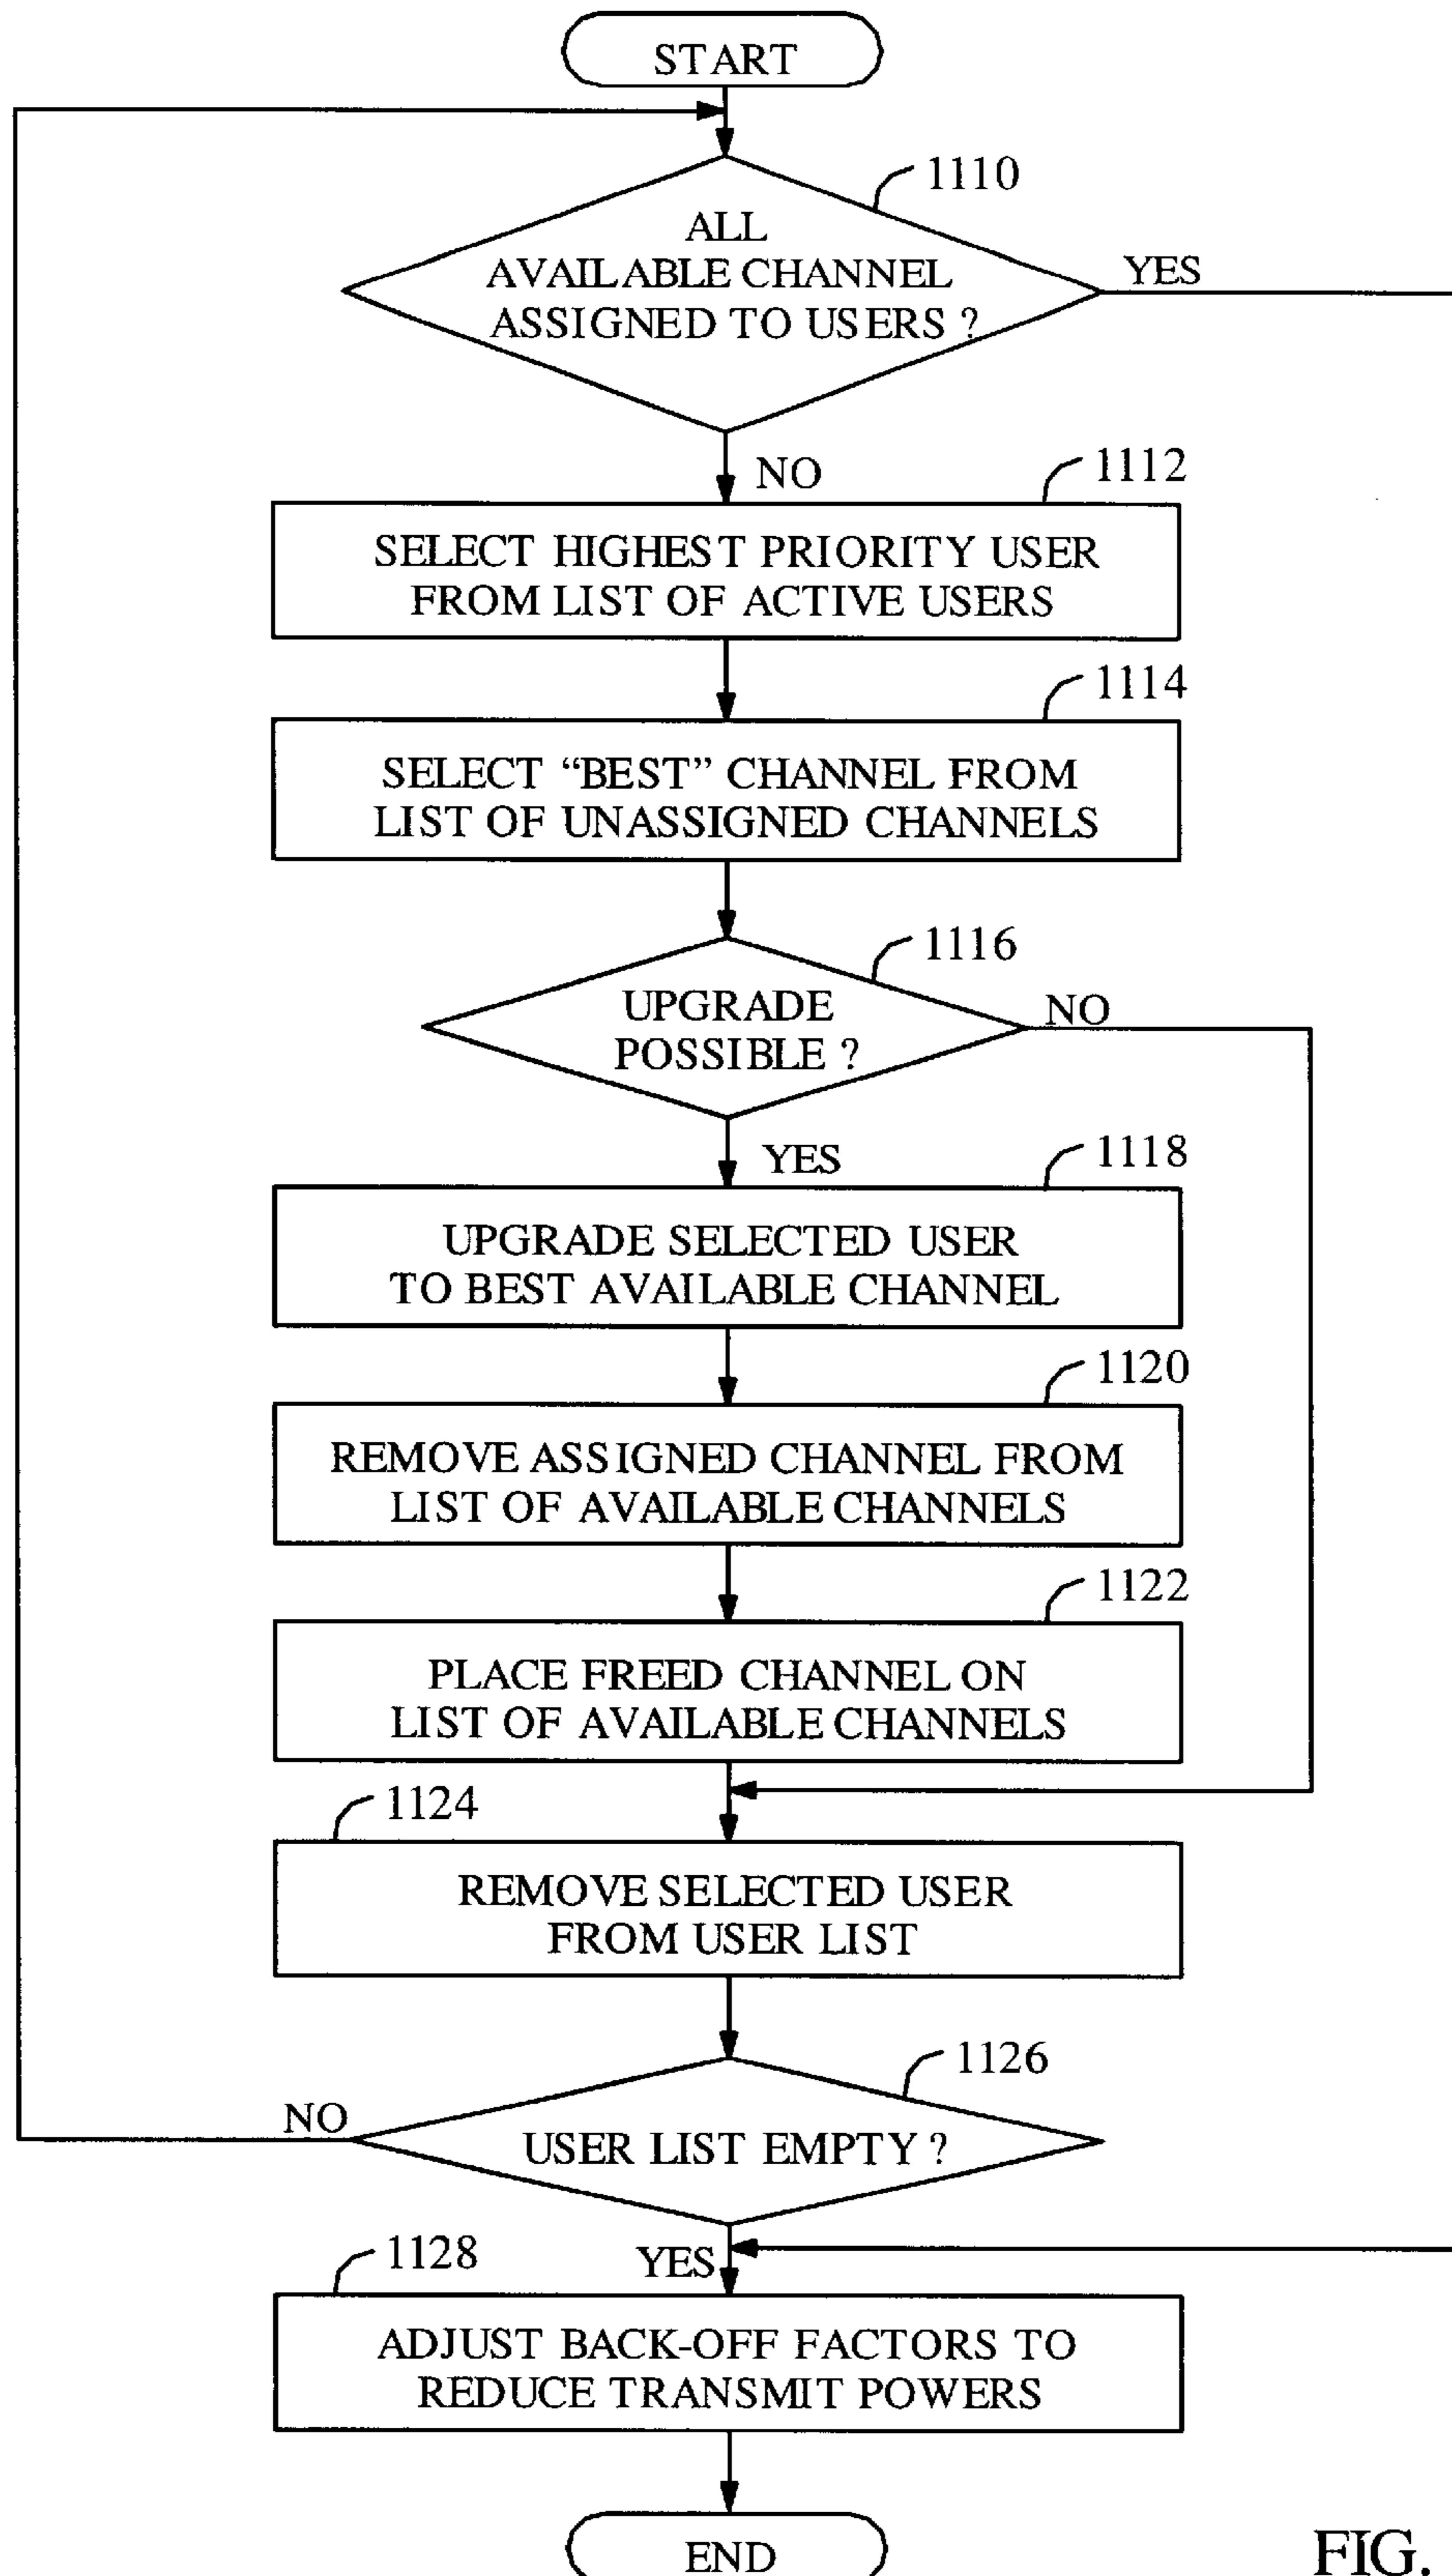 START
1110
ALL
AVAILABLE CHANNEL
ASSIGNED TO USERS ?
YES
NO
1112
SELECT HIGHEST PRIORITY USER
FROM LIST OF ACTIVE USERS
1114
SELECT “BEST” CHANNEL FROM
LIST OF UNASSIGNED CHANNELS
1116
UPGRADE
POSSIBLE ?
NO
YES
1118
UPGRADE SELECTED USER
TO BEST AVAILABLE CHANNEL
1120
REMOVE ASSIGNED CHANNEL FROM
LIST OF AVAILABLE CHANNELS
1122
PLACE FREED CHANNEL ON
LIST OF AVAILABLE CHANNELS
1124
REMOVE SELECTED USER
FROM USER LIST
1126
NO
USER LIST EMPTY ?
YES
1128
ADJUST BACK-OFF FACTORS TO
REDUCE TRANSMIT POWERS
END
FIG.